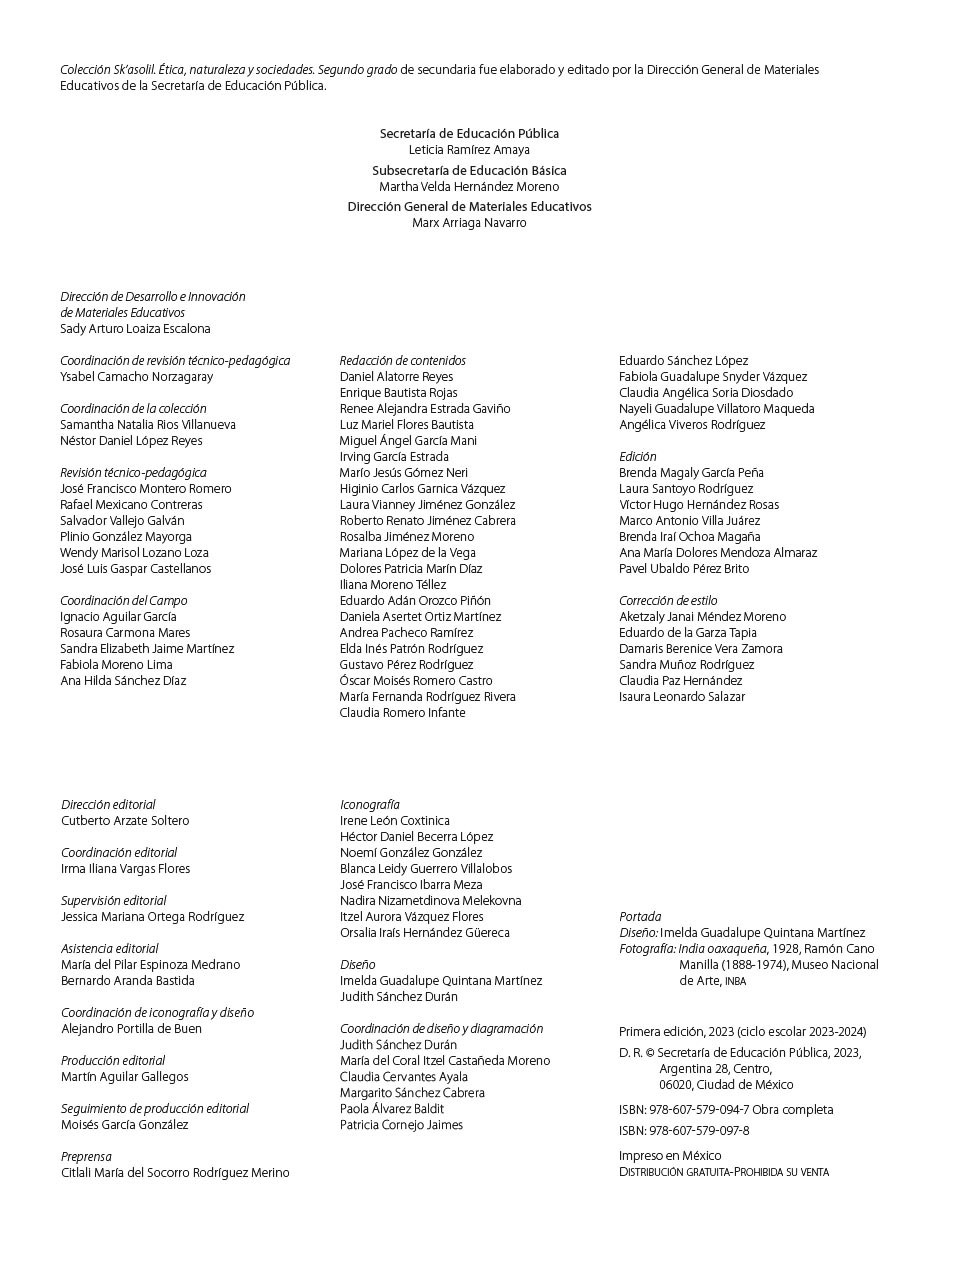 Colección Sk’asolil. Ética, naturaleza y sociedades. Segundo grado de secundaria fue elaborado y editado por la Dirección General de Materiales
Educativos de la Secretaría de Educación Pública.
Secretaría de Educación Pública
Leticia Ramírez Amaya
Subsecretaría de Educación Básica
Martha Velda Hernández Moreno
Dirección General de Materiales Educativos
Marx Arriaga Navarro
Dirección de Desarrollo e Innovación
de Materiales Educativos
Sady Arturo Loaiza Escalona
Coordinación de revisión técnico-pedagógica
Ysabel Camacho Norzagaray
Coordinación de la colección
Samantha Natalia Rios Villanueva
Néstor Daniel López Reyes
Revisión técnico-pedagógica
José Francisco Montero Romero
Rafael Mexicano Contreras
Salvador Vallejo Galván
Plinio González Mayorga
Wendy Marisol Lozano Loza
José Luis Gaspar Castellanos
Coordinación del Campo
Ignacio Aguilar García
Rosaura Carmona Mares
Sandra Elizabeth Jaime Martínez
Fabiola Moreno Lima
Ana Hilda Sánchez Díaz
Redacción de contenidos
Daniel Alatorre Reyes
Enrique Bautista Rojas
Renee Alejandra Estrada Gaviño
Luz Mariel Flores Bautista
Miguel Ángel García Mani
Irving García Estrada
Marío Jesús Gómez Neri
Higinio Carlos Garnica Vázquez
Laura Vianney Jiménez González
Roberto Renato Jiménez Cabrera
Rosalba Jiménez Moreno
Mariana López de la Vega
Dolores Patricia Marín Díaz
Iliana Moreno Téllez
Eduardo Adán Orozco Piñón
Daniela Asertet Ortiz Martínez
Andrea Pacheco Ramírez
Elda Inés Patrón Rodríguez
Gustavo Pérez Rodríguez
Óscar Moisés Romero Castro
María Fernanda Rodríguez Rivera
Claudia Romero Infante
Eduardo Sánchez López
Fabiola Guadalupe Snyder Vázquez
Claudia Angélica Soria Diosdado
Nayeli Guadalupe Villatoro Maqueda
Angélica Viveros Rodríguez
Edición
Brenda Magaly García Peña
Laura Santoyo Rodríguez
Víctor Hugo Hernández Rosas
Marco Antonio Villa Juárez
Brenda Iraí Ochoa Magaña
Ana María Dolores Mendoza Almaraz
Pavel Ubaldo Pérez Brito
Corrección de estilo
Aketzaly Janai Méndez Moreno
Eduardo de la Garza Tapia
Damaris Berenice Vera Zamora
Sandra Muñoz Rodríguez
Claudia Paz Hernández
Isaura Leonardo Salazar
Dirección editorial
Cutberto Arzate Soltero
Coordinación editorial
Irma Iliana Vargas Flores
Supervisión editorial
Jessica Mariana Ortega Rodríguez
Asistencia editorial
María del Pilar Espinoza Medrano
Bernardo Aranda Bastida
Coordinación de iconografía y diseño
Alejandro Portilla de Buen
Producción editorial
Martín Aguilar Gallegos
Seguimiento de producción editorial
Moisés García González
Preprensa
Citlali María del Socorro Rodríguez Merino
Iconografía
Irene León Coxtinica
Héctor Daniel Becerra López
Noemí González González
Blanca Leidy Guerrero Villalobos
José Francisco Ibarra Meza
Nadira Nizametdinova Melekovna
Itzel Aurora Vázquez Flores
Orsalia Iraís Hernández Güereca
Diseño
Imelda Guadalupe Quintana Martínez
Judith Sánchez Durán
Coordinación de diseño y diagramación
Judith Sánchez Durán
María del Coral Itzel Castañeda Moreno
Claudia Cervantes Ayala
Margarito Sánchez Cabrera
Paola Álvarez Baldit
Patricia Cornejo Jaimes
Portada
Diseño: Imelda Guadalupe Quintana Martínez
Fotografía: India oaxaqueña, 1928, Ramón Cano
Manilla (1888-1974), Museo Nacional
de Arte, INBA
Primera edición, 2023 (ciclo escolar 2023-2024)
D. R. © Secretaría de Educación Pública, 2023,
Argentina 28, Centro,
06020, Ciudad de México
ISBN: 978-607-579-094-7 Obra completa
ISBN: 978-607-579-097-8
Impreso en México
DISTRIBUCIÓN GRATUITA-PROHIBIDA SU VENTA